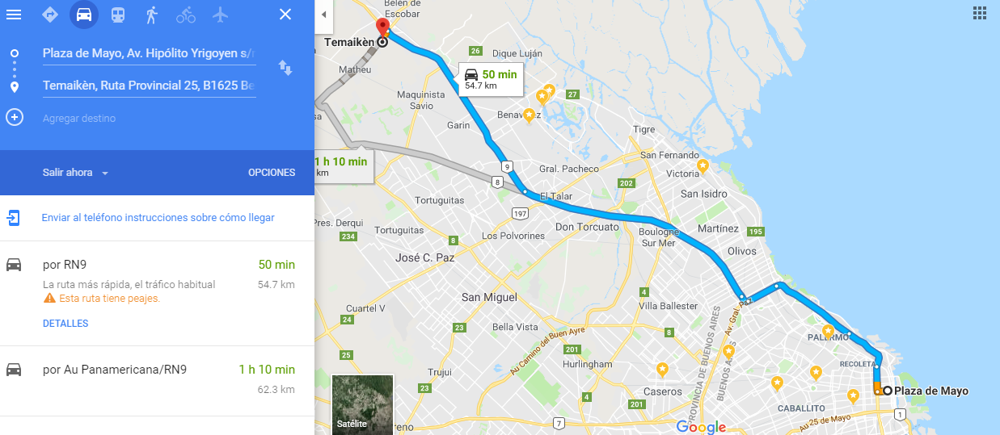 Plaza de Mayo, Av. Hipólito Yrigoyen s/
Temaikèn, Ruta Provincial 25, B1625 Be
Agregar destino
Salir ahora
OPCIONES
Enviar al teléfono instrucciones sobre cómo llegar
por RN9
50 min
La ruta más rápida, el tráfico habitual
54.7 km
Esta ruta tiene peajes.
DETALLES
por Au Panamericana/RN9
1 h 10 min
62.3 km
Belén de
Escobar
Temaikèn
26
Dique Luján
Matheu
50 min
54.7 km
Maquinista
Savio
27
Benavídez
sa
Garin
Tigre
1 h 10 min
km
San Fernando
9
Gral. Pacheco
Victoria
8
202
El Talar
San Isidro
Tortuguitas
197
Pres. Derqui
Tortuguitas
Don Torcuato
Martínez
234
8
Los Polvorines
Boulogne
Sur Mer
195
José C. Paz
Olivos
4
San Miguel
Av. Gral. Paz
Cuartel V
Villa Ballester
24
23
Bella Vista
8
PALERMO
Au Camino del Buen Ayre
PROVINCIA DE BUENOS AIRES
BUENOS AIRES
25
201
Hurlingham
RECOLETA
Trujui
Caseros
23
4
201
Plaza de Mayo
CABALLITO
Satélite
reno
7
Google
Au 25 de Mayo
1